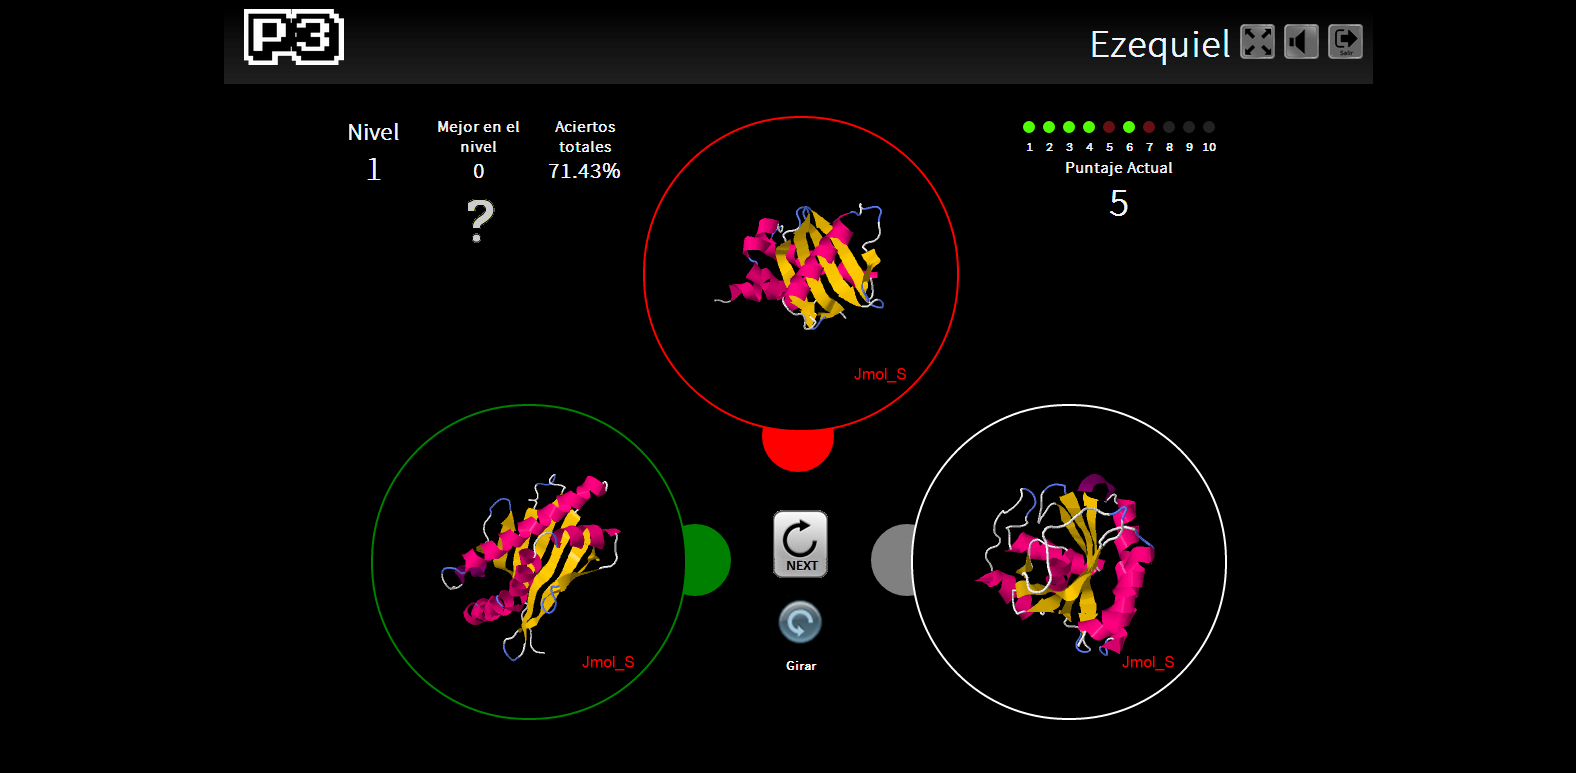 P3
Ezequiel
Salir
Nivel
1
Mejor en el
nivel
0
?
Aciertos
totales
71.43%
1 2 3 4 5 6 7 8 9 10
Puntaje Actual
5
Jmol_S
Jmol_S
NEXT
Girar
Jmol_S